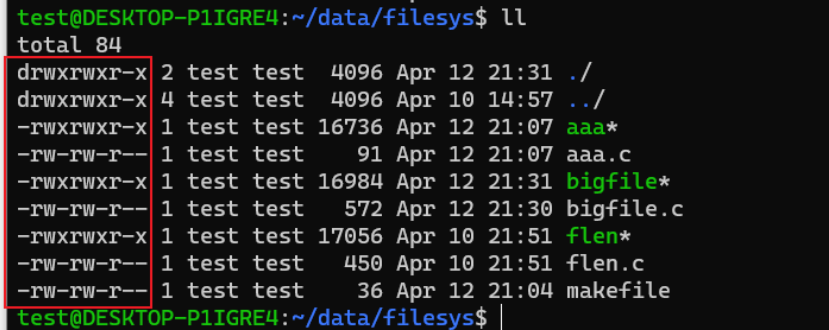 test@DESKTOP-P1IGRE4:~/data/filesys$ ll
total 84
drwxrwxr-x 2 test test  4096 Apr 12 21:31 ./
drwxrwxr-x 4 test test  4096 Apr 10 14:57 ../
-rwxrwxr-x 1 test test 16736 Apr 12 21:07 aaa*
-rw-rw-r-- 1 test test    91 Apr 12 21:07 aaa.c
-rwxrwxr-x 1 test test 16984 Apr 12 21:31 bigfile*
-rw-rw-r-- 1 test test   572 Apr 12 21:30 bigfile.c
-rwxrwxr-x 1 test test 17056 Apr 10 21:51 flen*
-rw-rw-r-- 1 test test   450 Apr 10 21:51 flen.c
-rw-rw-r-- 1 test test    36 Apr 12 21:04 makefile
test@DESKTOP-P1IGRE4:~/data/filesys$